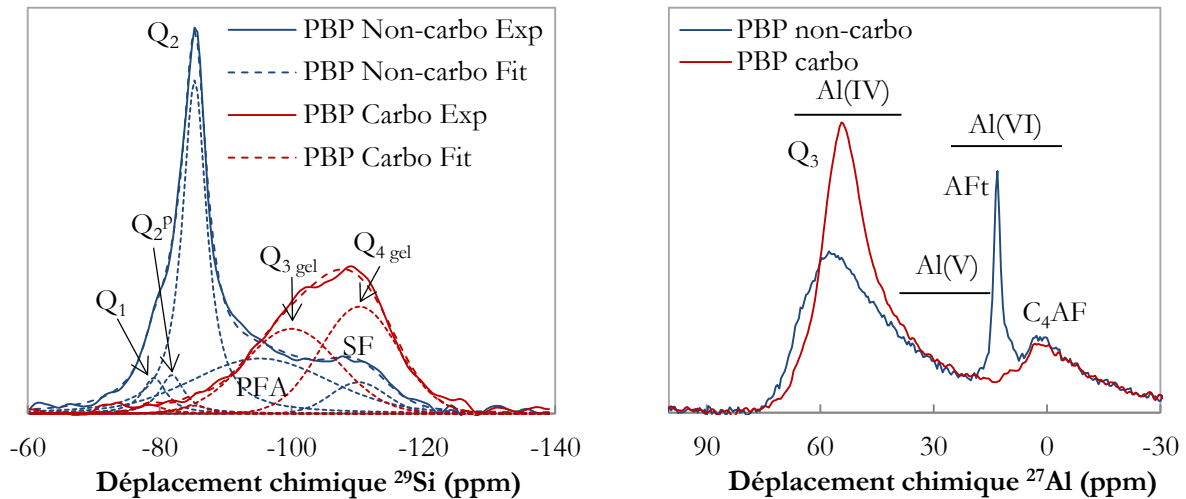 Q₂
PBP Non-carbo Exp
PBP Non-carbo Fit
PBP Carbo Exp
PBP Carbo Fit
Q₂ᵖ
Q₁
Q₃ gel
Q₄ gel
SF
PFA
-60 -80 -100 -120 -140
Déplacement chimique ²⁹Si (ppm)
PBP non-carbo
PBP carbo
Al(IV)
Al(VI)
Q₃
AFt
Al(V)
C₄AF
90 60 30 0 -30
Déplacement chimique ²⁷Al (ppm)